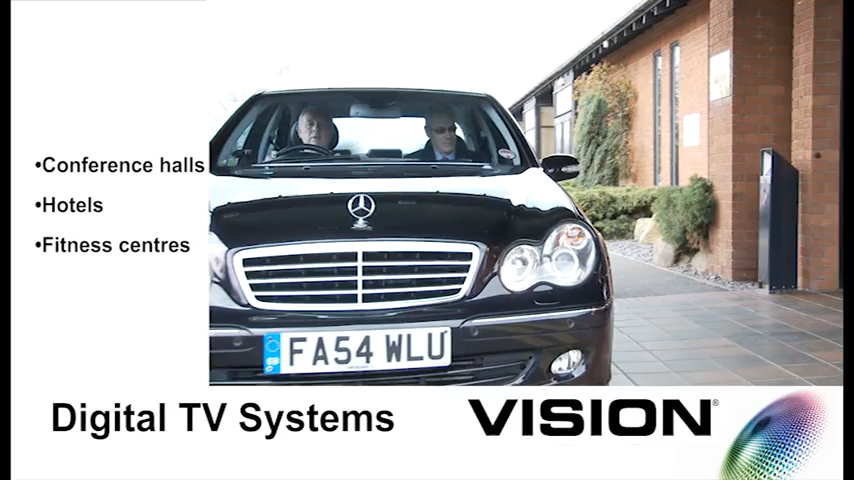 •Conference halls
•Hotels
•Fitness centres
FA54 WLU
Digital TV Systems
VISION®